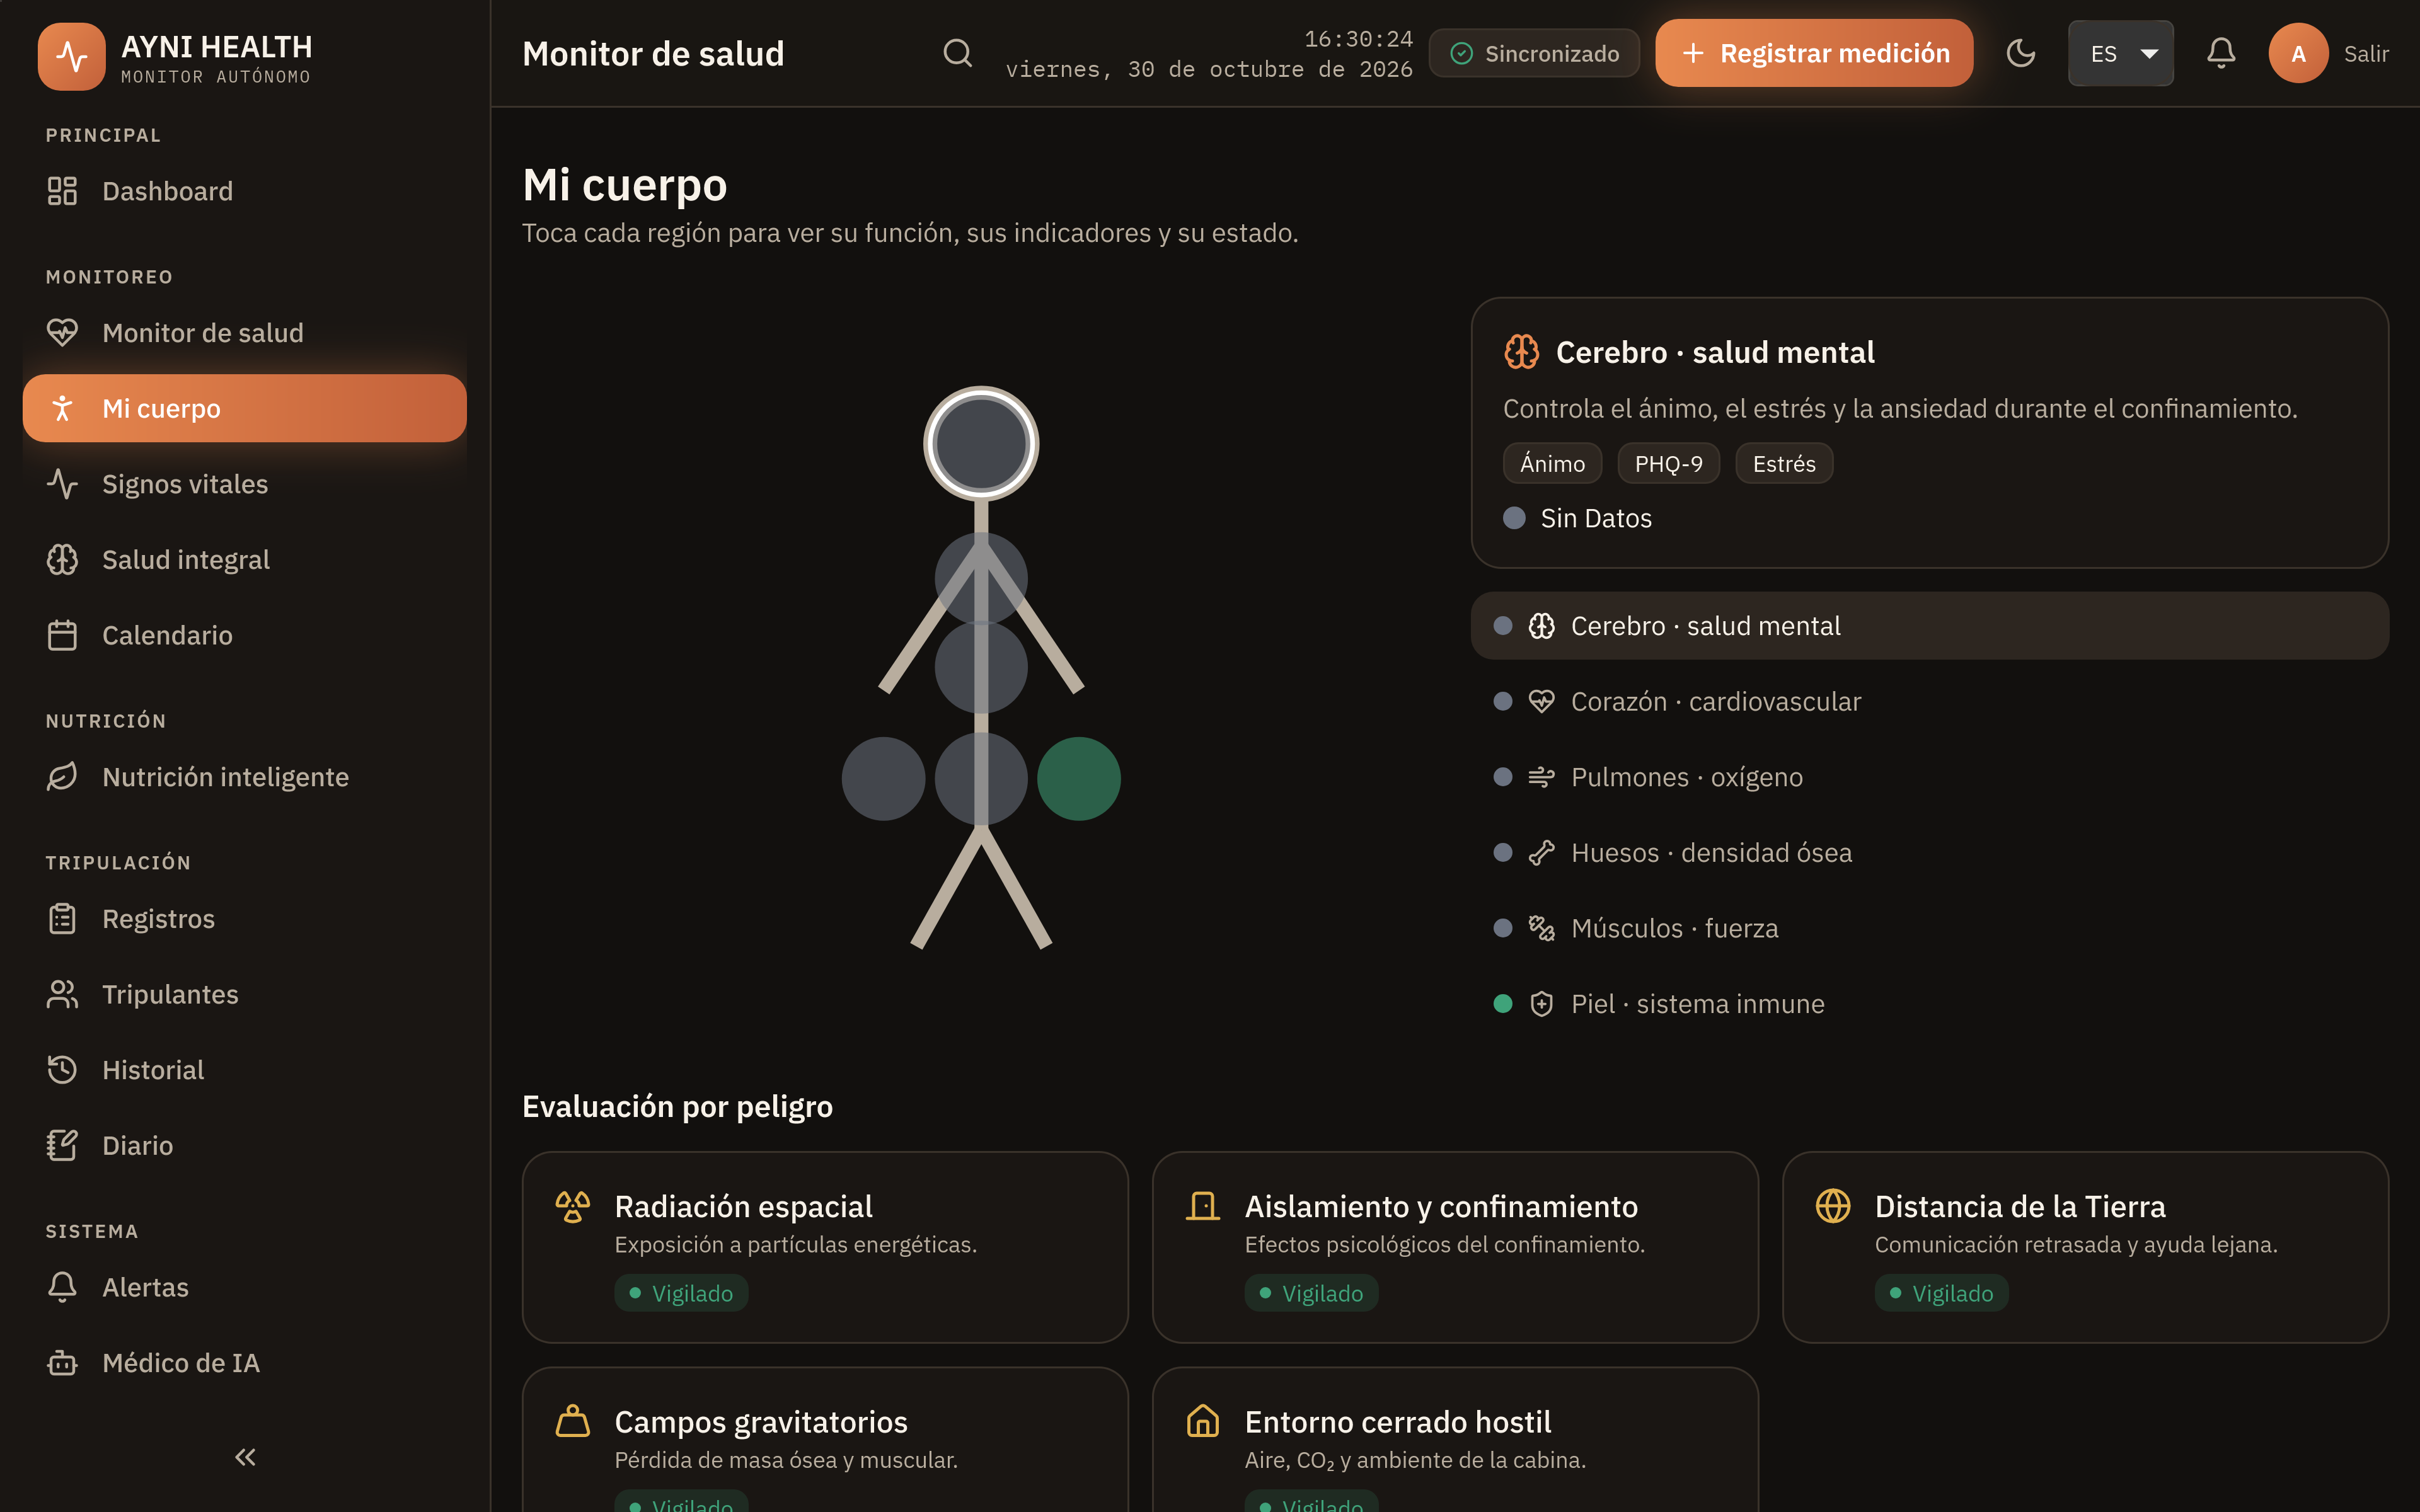 AYNI HEALTH
MONITOR AUTÓNOMO
PRINCIPAL
Dashboard
MONITOREO
Monitor de salud
Mi cuerpo
Signos vitales
Salud integral
Calendario
NUTRICIÓN
Nutrición inteligente
TRIPULACIÓN
Registros
Tripulantes
Historial
Diario
SISTEMA
Alertas
Médico de IA
Monitor de salud
16:30:24
viernes, 30 de octubre de 2026
Sincronizado
Registrar medición
ES
A
Salir
Mi cuerpo
Toca cada región para ver su función, sus indicadores y su estado.
Cerebro · salud mental
Controla el ánimo, el estrés y la ansiedad durante el confinamiento.
Ánimo PHQ-9 Estrés
Sin Datos
Cerebro · salud mental
Corazón · cardiovascular
Pulmones · oxígeno
Huesos · densidad ósea
Músculos · fuerza
Piel · sistema inmune
Evaluación por peligro
Radiación espacial
Exposición a partículas energéticas.
Vigilado
Aislamiento y confinamiento
Efectos psicológicos del confinamiento.
Vigilado
Distancia de la Tierra
Comunicación retrasada y ayuda lejana.
Vigilado
Campos gravitatorios
Pérdida de masa ósea y muscular.
Vigilado
Entorno cerrado hostil
Aire, CO₂ y ambiente de la cabina.
Vigilado